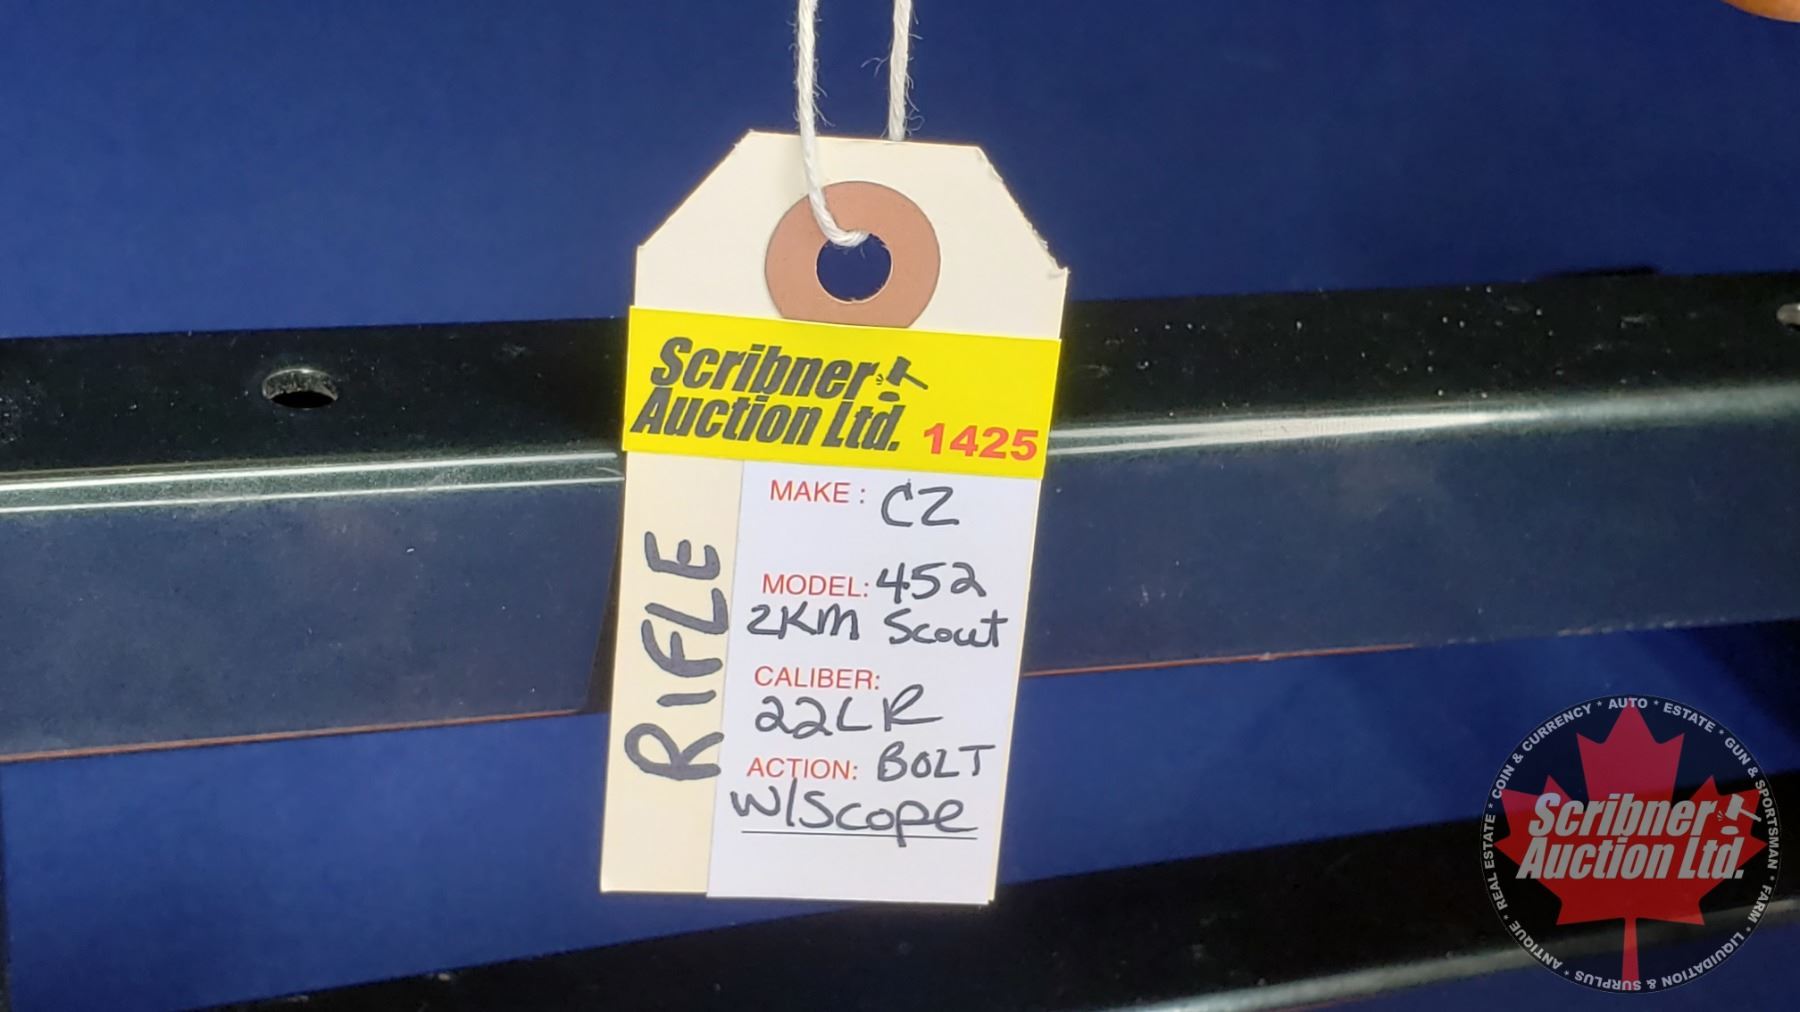 Scribner
Auction Ltd. 1425
RIFLE
MAKE: CZ
MODEL: 452
2KM Scout
CALIBER:
22LR
ACTION: BOLT
W/Scope
ANTIQUE * REAL ESTATE * COIN & CURRENCY * AUTO * ESTATE * GUN & SPORTSMAN * FARM * LIQUIDATION & SURPLUS *
Scribner
Auction Ltd.